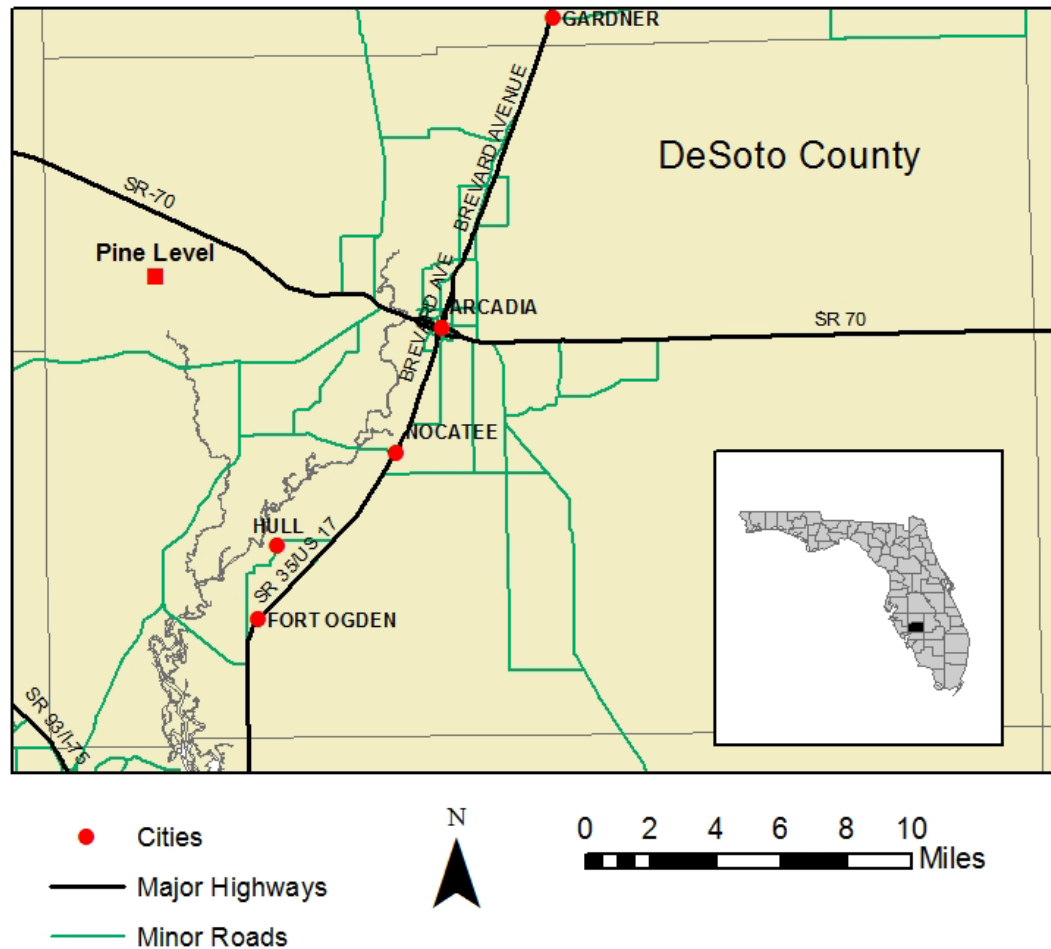 GARDNER
BREVARD AVENUE
DeSoto County
SR-70
Pine Level
BREVARD AVE
ARCADIA
SR 70
NOCATEE
HULL
SR 35/US 17
FORT OGDEN
SR 93/I-75
Cities
Major Highways
Minor Roads
N
0 2 4 6 8 10
Miles